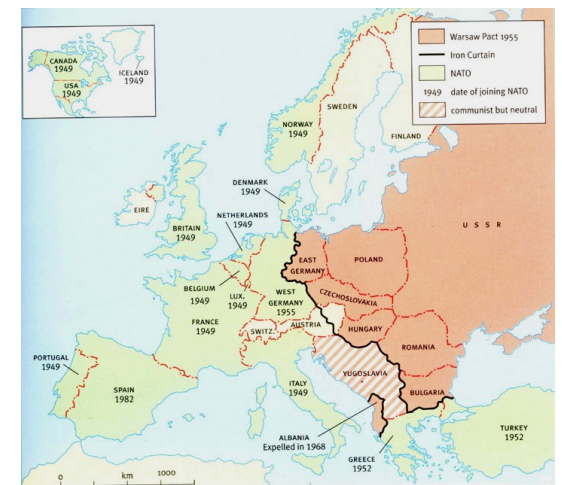 CANADA
1949
USA
1949
ICELAND
1949
Warsaw Pact 1955
Iron Curtain
NATO
1949 date of joining NATO
communist but neutral
SWEDEN
NORWAY
1949
FINLAND
DENMARK
1949
NETHERLANDS
1949
EIRE
BRITAIN
1949
U S S R
EAST
GERMANY
POLAND
BELGIUM
1949
LUX.
1949
WEST
GERMANY
1955
CZECHOSLOVAKIA
FRANCE
1949
SWITZ.
AUSTRIA
HUNGARY
ROMANIA
PORTUGAL
1949
SPAIN
1982
ITALY
1949
YUGOSLAVIA
BULGARIA
ALBANIA
Expelled in 1968
GREECE
1952
TURKEY
1952
0 km 1000